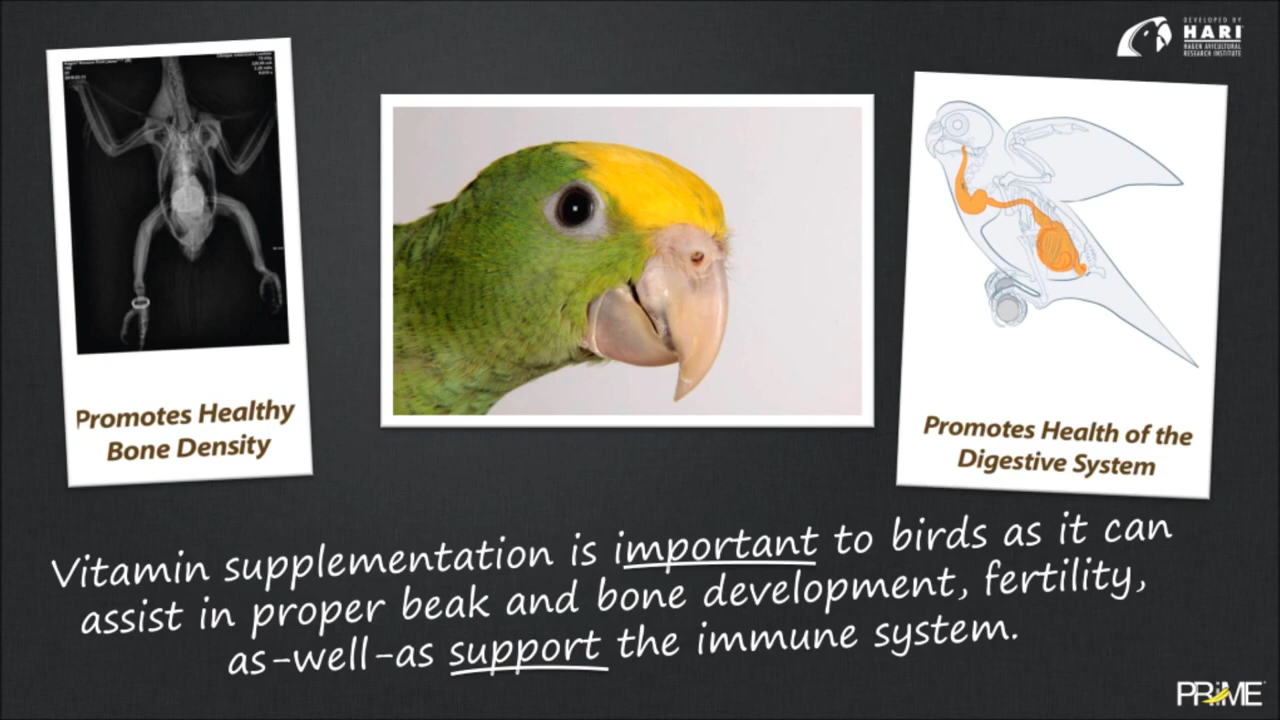 DEVELOPED BY
HARI
HAGEN AVICULTURAL
RESEARCH INSTITUTE
Promotes Healthy
Bone Density
Promotes Health of the
Digestive System
Vitamin supplementation is important to birds as it can
assist in proper beak and bone development, fertility,
as-well-as support the immune system.
PRiME